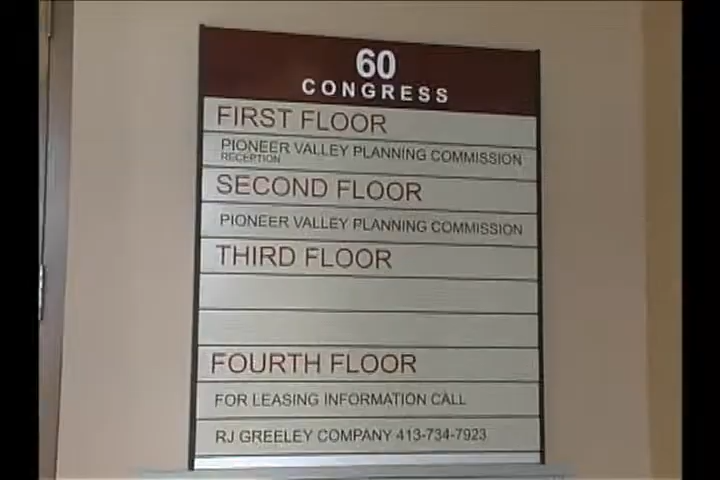 60
CONGRESS
FIRST FLOOR
PIONEER VALLEY PLANNING COMMISSION
RECEPTION
SECOND FLOOR
PIONEER VALLEY PLANNING COMMISSION
THIRD FLOOR
FOURTH FLOOR
FOR LEASING INFORMATION CALL
RJ GREELEY COMPANY 413-734-7923